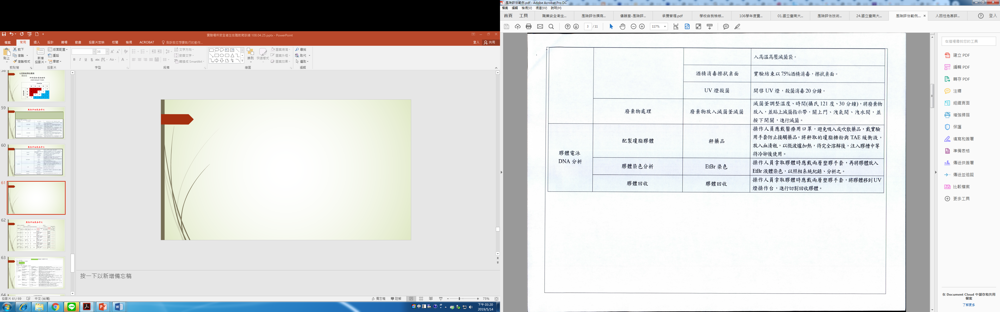 實驗場所安全衛生在職教育訓練 108.04.25.pptx - PowerPoint
檔案 常用 插入 設計 轉場 動畫 投影片放映 校閱 檢視 ACROBAT 告訴我您想要執行的動作... 登入 共用
貼上 剪下 複製 複製格式 剪貼簿
新增投影片 版面配置 重設 章節 投影片
36 字型
文字方向 對齊文字 轉換成 SmartArt 段落
排列 快速樣式 圖案填滿 圖案外框 圖案效果 繪圖
尋找 取代 選取 編輯
58
59
60
61
62
63
64
按一下以新增備忘稿
投影片 61/ 69 中文 (台灣) 備忘稿 註解 75%
下午 03:20
2019/5/14
風險評估範例.pdf - Adobe Acrobat Pro DC
檔案 編輯 檢視(V) 視窗(W) 說明(H)
首頁 工具 職業安全衛生... 風險評估撰寫... 儀器室-風險評... 承攬管理.pdf 學校自我檢核... 106學年度實... 01.國立臺南大... 風險評估技術... 24.國立臺南大... 風險評估範例.... 人因性危害評... 登入
3 / 11 117%
入高溫高壓滅菌袋。
酒精消毒擦拭桌面 實驗結束以 75%酒精消毒，擦拭桌面。
UV 燈殺菌 開啓 UV 燈，殺菌消毒 20 分鐘。
廢棄物處理 廢棄物放入滅菌釜滅菌
滅菌釜調整溫度、時間(攝氏 121 度、30 分鐘)，將廢棄物
放入，並貼上滅菌指示帶，關上門、洩氣閥、洩水閥，並
按下開關，進行滅菌。
膠體電泳
DNA 分析
配製瓊脂膠體 秤藥品
操作人員應戴醫療用口罩，避免吸入或吹散藥品，戴實驗
用手套防止接觸藥品。將秤取的瓊脂糖粉與 TAE 緩衝液，
放入血清瓶，以微波爐加熱，待完全溶解後，注入膠槽中等
待冷卻後使用。
膠體染色分析 EtBr 染色
操作人員拿取膠體時應戴兩層塑膠手套，再將膠體放入
EtBr 液體染色，以照相系統紀錄、分析之。
膠體回收 膠體回收
操作人員拿取膠體時應戴兩層塑膠手套，將膠體移到 UV
燈操作台，進行切割回收膠體。
在這裡尋找您的工具
建立 PDF
編輯 PDF
轉存 PDF
注釋
組織頁面
增強掃描
保護
填寫和簽署
準備表格
傳送供簽署
傳送並追蹤
比較檔案
更多工具
在 Document Cloud 中儲存和共用
檔案
了解更多